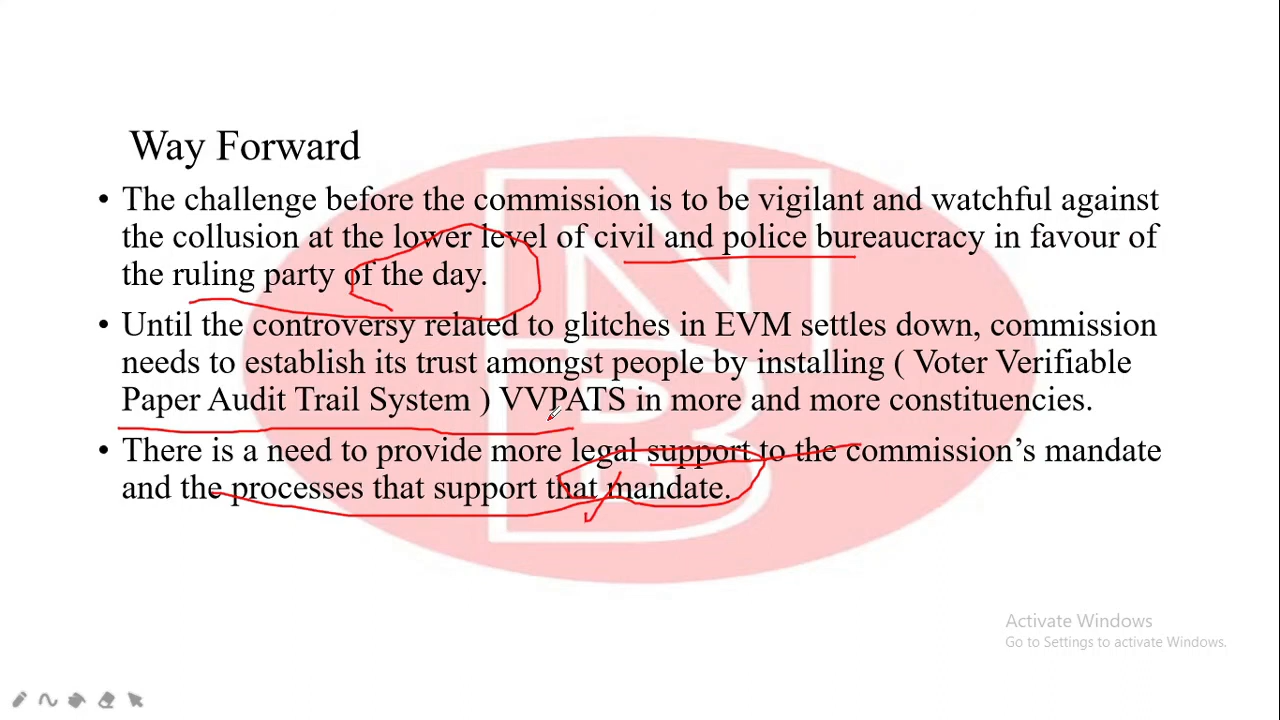 Way Forward
• The challenge before the commission is to be vigilant and watchful against
the collusion at the lower level of civil and police bureaucracy in favour of
the ruling party of the day.
• Until the controversy related to glitches in EVM settles down, commission
needs to establish its trust amongst people by installing ( Voter Verifiable
Paper Audit Trail System ) VVPATS in more and more constituencies.
• There is a need to provide more legal support to the commission’s mandate
and the processes that support that mandate.
NB
Activate Windows
Go to Settings to activate Windows.